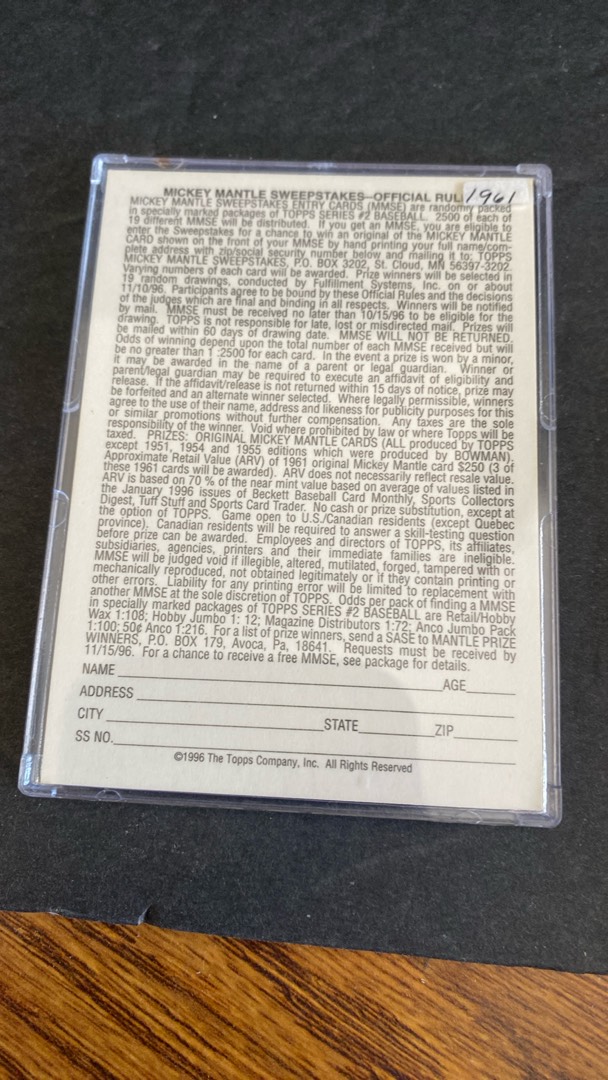 MICKEY MANTLE SWEEPSTAKES--OFFICIAL RUL
1961
MICKEY MANTLE SWEEPSTAKES ENTRY CARDS (MMSE) are randomly packed
in specially marked packages of TOPPS SERIES #2 BASEBALL. 2500 of each of
19 different MMSE will be distributed. If you get an MMSE, you are eligible to
enter the Sweepstakes for a chance to win an original of the MICKEY MANTLE
CARD shown on the front of your MMSE by hand printing your full name/com-
plete address with zip/social security number below and mailing it to: TOPPS
MICKEY MANTLE SWEEPSTAKES, P.O. BOX 3202, St. Cloud, MN 56397-3202.
Varying numbers of each card will be awarded. Prize winners will be selected in
19 random drawings, conducted by Fulfillment Systems, Inc. on or about
11/10/96. Participants agree to be bound by these Official Rules and the decisions
of the judges which are final and binding in all respects. Winners will be notified
by mail. MMSE must be received no later than 10/15/96 to be eligible for the
drawing. TOPPS is not responsible for late, lost or misdirected mail. Prizes will
be mailed within 60 days of drawing date. MMSE WILL NOT BE RETURNED.
Odds of winning depend upon the total number of each MMSE received but will
be no greater than 1:2500 for each card. In the event a prize is won by a minor,
it may be awarded in the name of a parent or legal guardian. Winner or
parent/legal guardian may be required to execute an affidavit of eligibility and
release. If the affidavit/release is not returned within 15 days of notice, prize may
be forfeited and an alternate winner selected. Where legally permissible, winners
agree to the use of their name, address and likeness for publicity purposes for this
or similar promotions without further compensation. Any taxes are the sole
responsibility of the winner. Void where prohibited by law or where Topps will be
taxed. PRIZES: ORIGINAL MICKEY MANTLE CARDS (ALL produced by TOPPS
except 1951, 1954 and 1955 editions which were produced by BOWMAN).
Approximate Retail Value (ARV) of 1961 original Mickey Mantle card $250 (3 of
these 1961 cards will be awarded). ARV does not necessarily reflect resale value.
ARV is based on 70 % of the near mint value based on average of values listed in
the January 1996 issues of Beckett Baseball Card Monthly, Sports Collectors
Digest, Tuff Stuff and Sports Card Trader. No cash or prize substitution, except at
the option of TOPPS. Game open to U.S./Canadian residents (except Quebec
province). Canadian residents will be required to answer a skill-testing question
before prize can be awarded. Employees and directors of TOPPS, its affiliates,
subsidiaries, agencies, printers and their immediate families are ineligible.
MMSE will be judged void if illegible, altered, mutilated, forged, tampered with or
mechanically reproduced, not obtained legitimately or if they contain printing or
other errors. Liability for any printing error will be limited to replacement with
another MMSE at the sole discretion of TOPPS. Odds per pack of finding a MMSE
in specially marked packages of TOPPS SERIES #2 BASEBALL are Retail/Hobby
Wax 1:108; Hobby Jumbo 1: 12; Magazine Distributors 1:72; Anco Jumbo Pack
1:100; 50¢ Anco 1:216. For a list of prize winners, send a SASE to MANTLE PRIZE
WINNERS, P.O. BOX 179, Avoca, Pa, 18641. Requests must be received by
11/15/96. For a chance to receive a free MMSE, see package for details.
NAME AGE
ADDRESS
CITY STATE ZIP
SS NO.
©1996 The Topps Company, Inc. All Rights Reserved